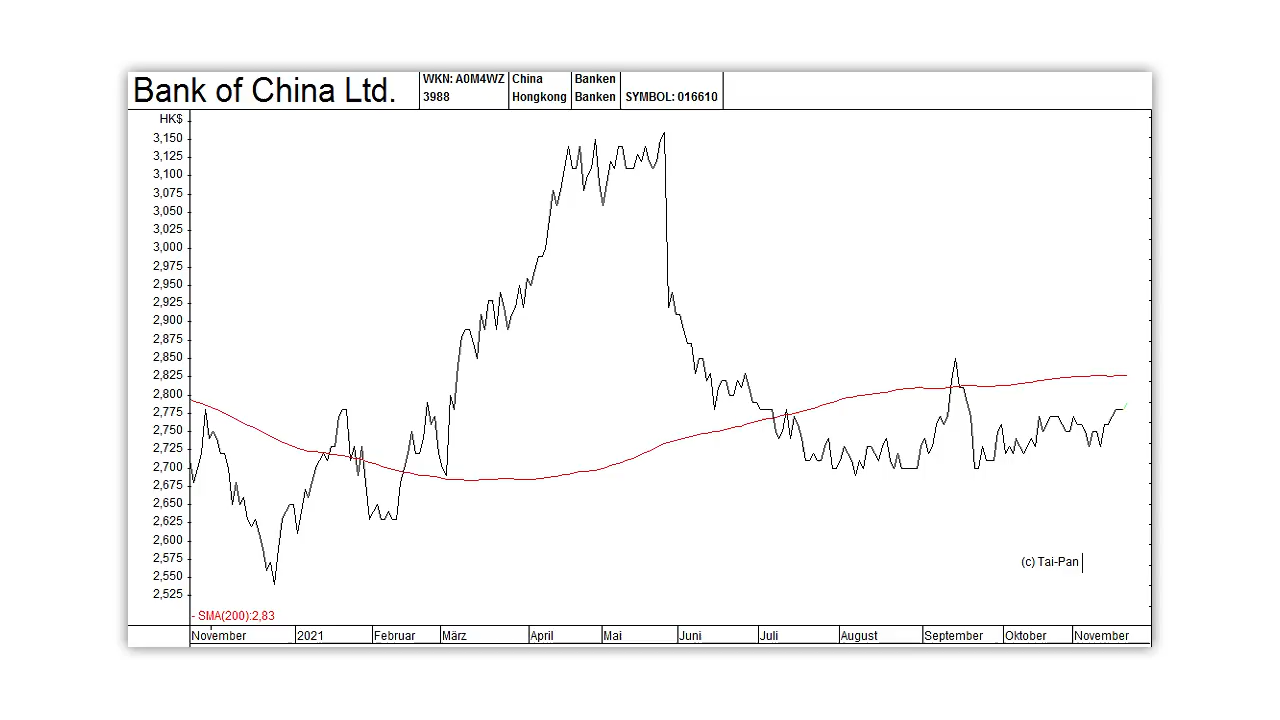 Bank of China Ltd.
WKN: A0M4WZ
3988
China
Hongkong
Banken
Banken
SYMBOL: 016610
HK$
3,150
3,125
3,100
3,075
3,050
3,025
3,000
2,975
2,950
2,925
2,900
2,875
2,850
2,825
2,800
2,775
2,750
2,725
2,700
2,675
2,650
2,625
2,600
2,575
2,550
2,525
(c) Tai-Pan
- SMA(200):2,83
November 2021 Februar März April Mai Juni Juli August September Oktober November